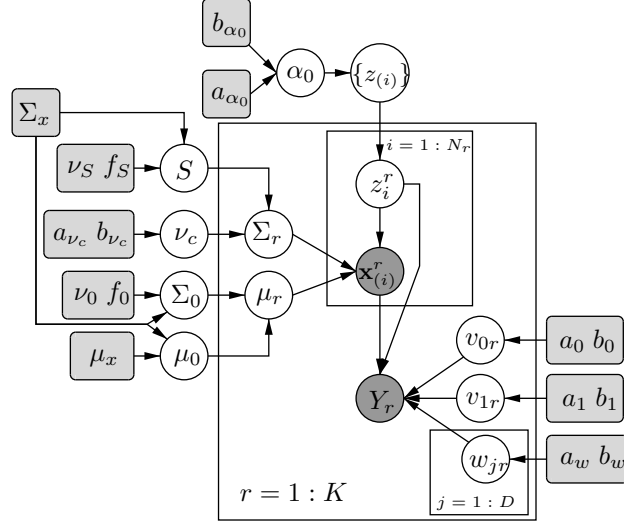 b_{α_0}
a_{α_0} α_0 {z_{(i)}}
Σ_x
i = 1 : N_r
ν_S f_S S z_i^r
a_{ν_c} b_{ν_c} ν_c Σ_r
x_{(i)}^r
ν_0 f_0 Σ_0 μ_r
μ_x μ_0
v_{0r} a_0 b_0
Y_r v_{1r} a_1 b_1
w_{jr} a_w b_w
r = 1 : K
j = 1 : D